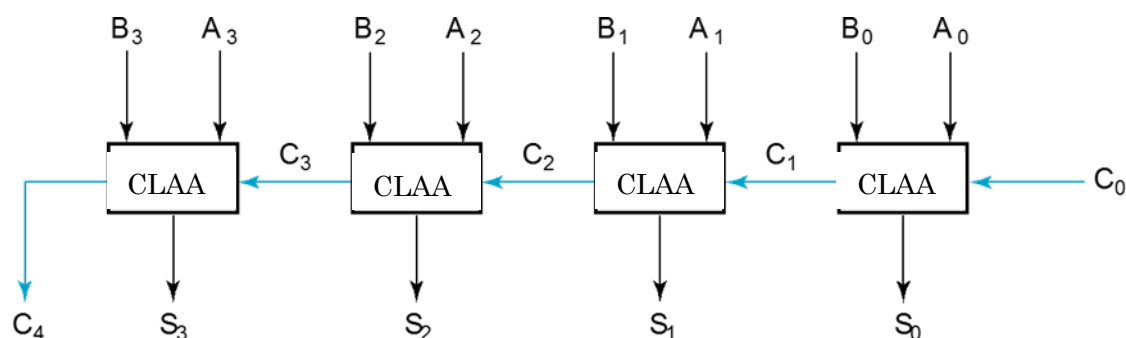 B₃ A₃ B₂ A₂ B₁ A₁ B₀ A₀
C₃ C₂ C₁
CLAA CLAA CLAA CLAA C₀
C₄ S₃ S₂ S₁ S₀